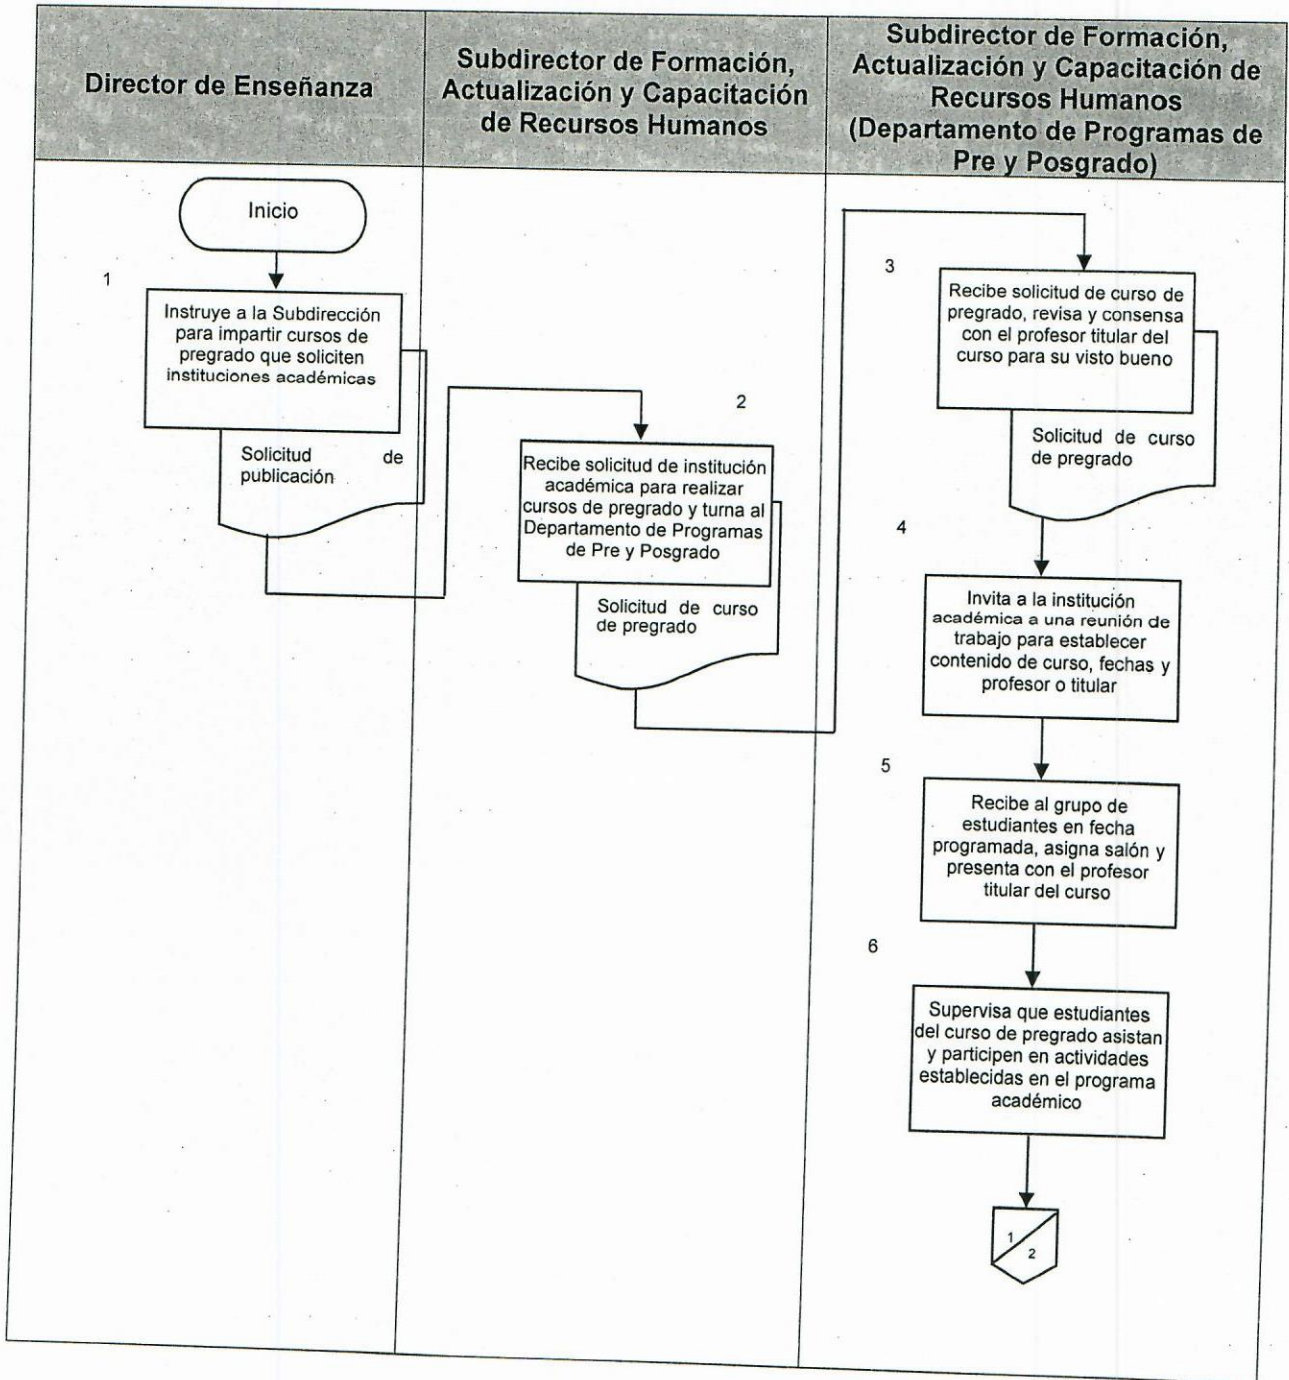 Director de Enseñanza
Subdirector de Formación,
Actualización y Capacitación
de Recursos Humanos
Subdirector de Formación,
Actualización y Capacitación de
Recursos Humanos
(Departamento de Programas de
Pre y Posgrado)
Inicio
1
Instruye a la Subdirección
para impartir cursos de
pregrado que soliciten
instituciones académicas
Solicitud de
publicación
2
Recibe solicitud de institución
académica para realizar
cursos de pregrado y turna al
Departamento de Programas
de Pre y Posgrado
Solicitud de curso
de pregrado
3
Recibe solicitud de curso de
pregrado, revisa y consensa
con el profesor titular del
curso para su visto bueno
Solicitud de curso
de pregrado
4
Invita a la institución
académica a una reunión de
trabajo para establecer
contenido de curso, fechas y
profesor o titular
5
Recibe al grupo de
estudiantes en fecha
programada, asigna salón y
presenta con el profesor
titular del curso
6
Supervisa que estudiantes
del curso de pregrado asistan
y participen en actividades
establecidas en el programa
académico
1
2